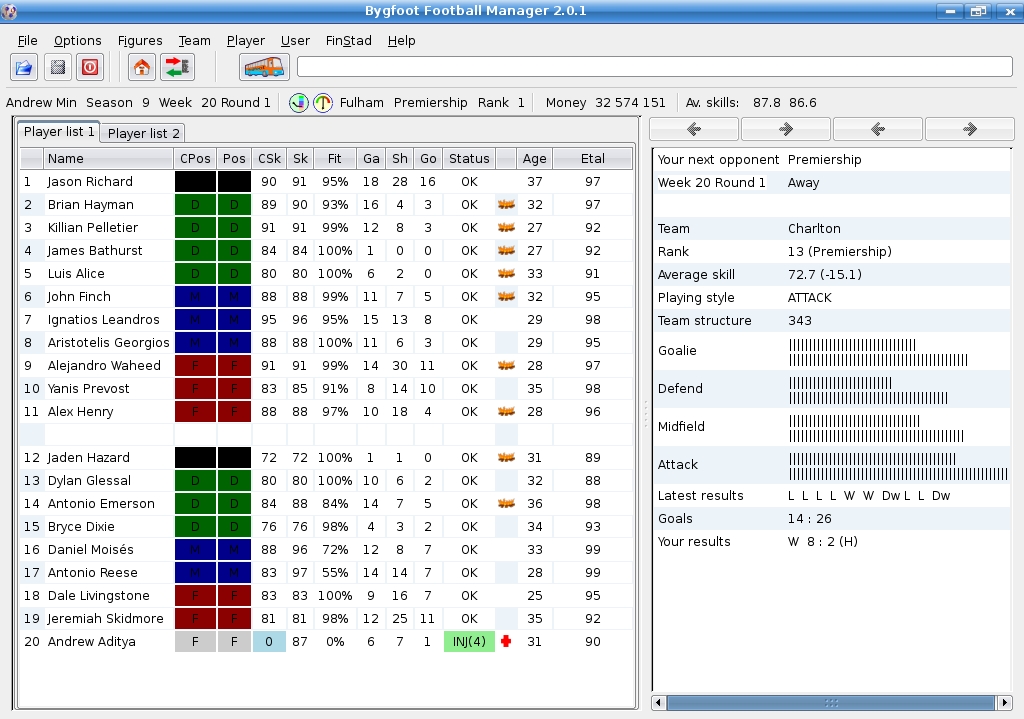 Bygfoot Football Manager 2.0.1
File Options Figures Team Player User FinStad Help
Andrew Min Season 9 Week 20 Round 1 Fulham Premiership Rank 1 Money 32 574 151 Av. skills: 87.8 86.6
Player list 1 Player list 2
Name CPos Pos CSk Sk Fit Ga Sh Go Status Age Etal
1 Jason Richard 90 91 95% 18 28 16 OK 37 97
2 Brian Hayman D D 89 90 93% 16 4 3 OK 32 97
3 Killian Pelletier D D 91 91 99% 12 8 3 OK 27 92
4 James Bathurst D D 84 84 100% 1 0 0 OK 27 92
5 Luis Alice D D 80 80 100% 6 2 0 OK 33 91
6 John Finch M M 88 88 99% 11 7 5 OK 32 95
7 Ignatios Leandros M M 95 96 95% 15 13 8 OK 29 98
8 Aristotelis Georgios M M 88 88 100% 11 6 3 OK 29 95
9 Alejandro Waheed F F 91 91 99% 14 30 11 OK 28 97
10 Yanis Prevost F F 83 85 91% 8 14 10 OK 35 98
11 Alex Henry F F 88 88 97% 10 18 4 OK 28 96
12 Jaden Hazard 72 72 100% 1 1 0 OK 31 89
13 Dylan Glessal D D 80 80 100% 10 6 2 OK 32 88
14 Antonio Emerson D D 84 88 84% 14 7 5 OK 36 98
15 Bryce Dixie D D 76 76 98% 4 3 2 OK 34 93
16 Daniel Moisés M M 88 96 72% 12 8 7 OK 33 99
17 Antonio Reese M M 83 97 55% 14 14 7 OK 28 99
18 Dale Livingstone F F 83 83 100% 9 16 7 OK 25 95
19 Jeremiah Skidmore F F 81 81 98% 12 25 11 OK 35 92
20 Andrew Aditya F F 0 87 0% 6 7 1 INJ(4) 31 90
Your next opponent Premiership
Week 20 Round 1 Away
Team Charlton
Rank 13 (Premiership)
Average skill 72.7 (-15.1)
Playing style ATTACK
Team structure 343
Goalie
Defend
Midfield
Attack
Latest results L L L L W W Dw L L Dw
Goals 14 : 26
Your results W 8 : 2 (H)